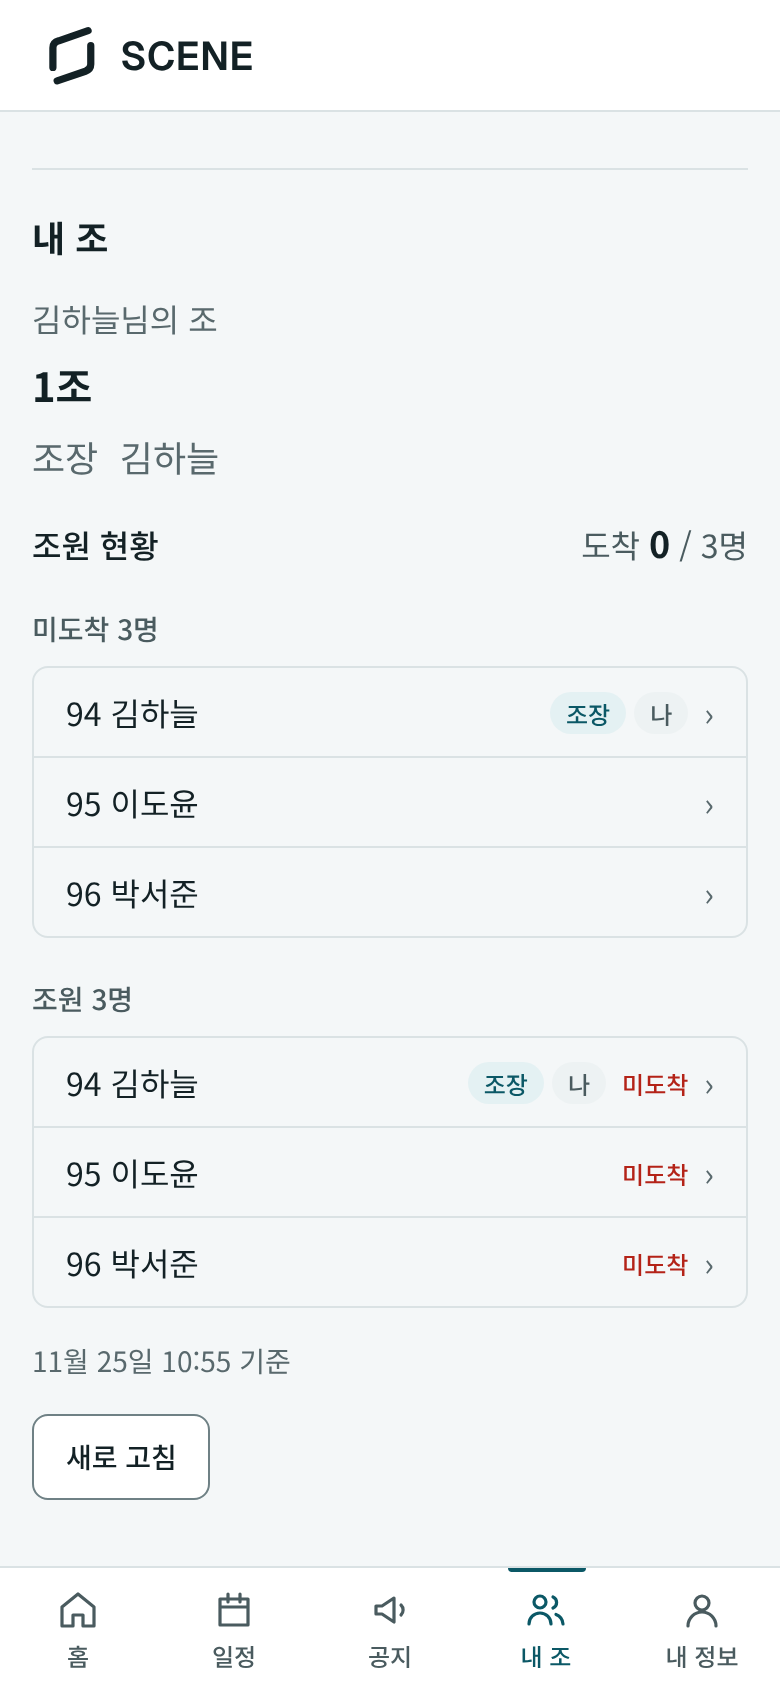 SCENE
내 조
김하늘님의 조
1조
조장 김하늘
조원 현황 도착 0 / 3명
미도착 3명
94 김하늘 조장 나 ›
95 이도윤 ›
96 박서준 ›
조원 3명
94 김하늘 조장 나 미도착 ›
95 이도윤 미도착 ›
96 박서준 미도착 ›
11월 25일 10:55 기준
새로 고침
홈 일정 공지 내 조 내 정보